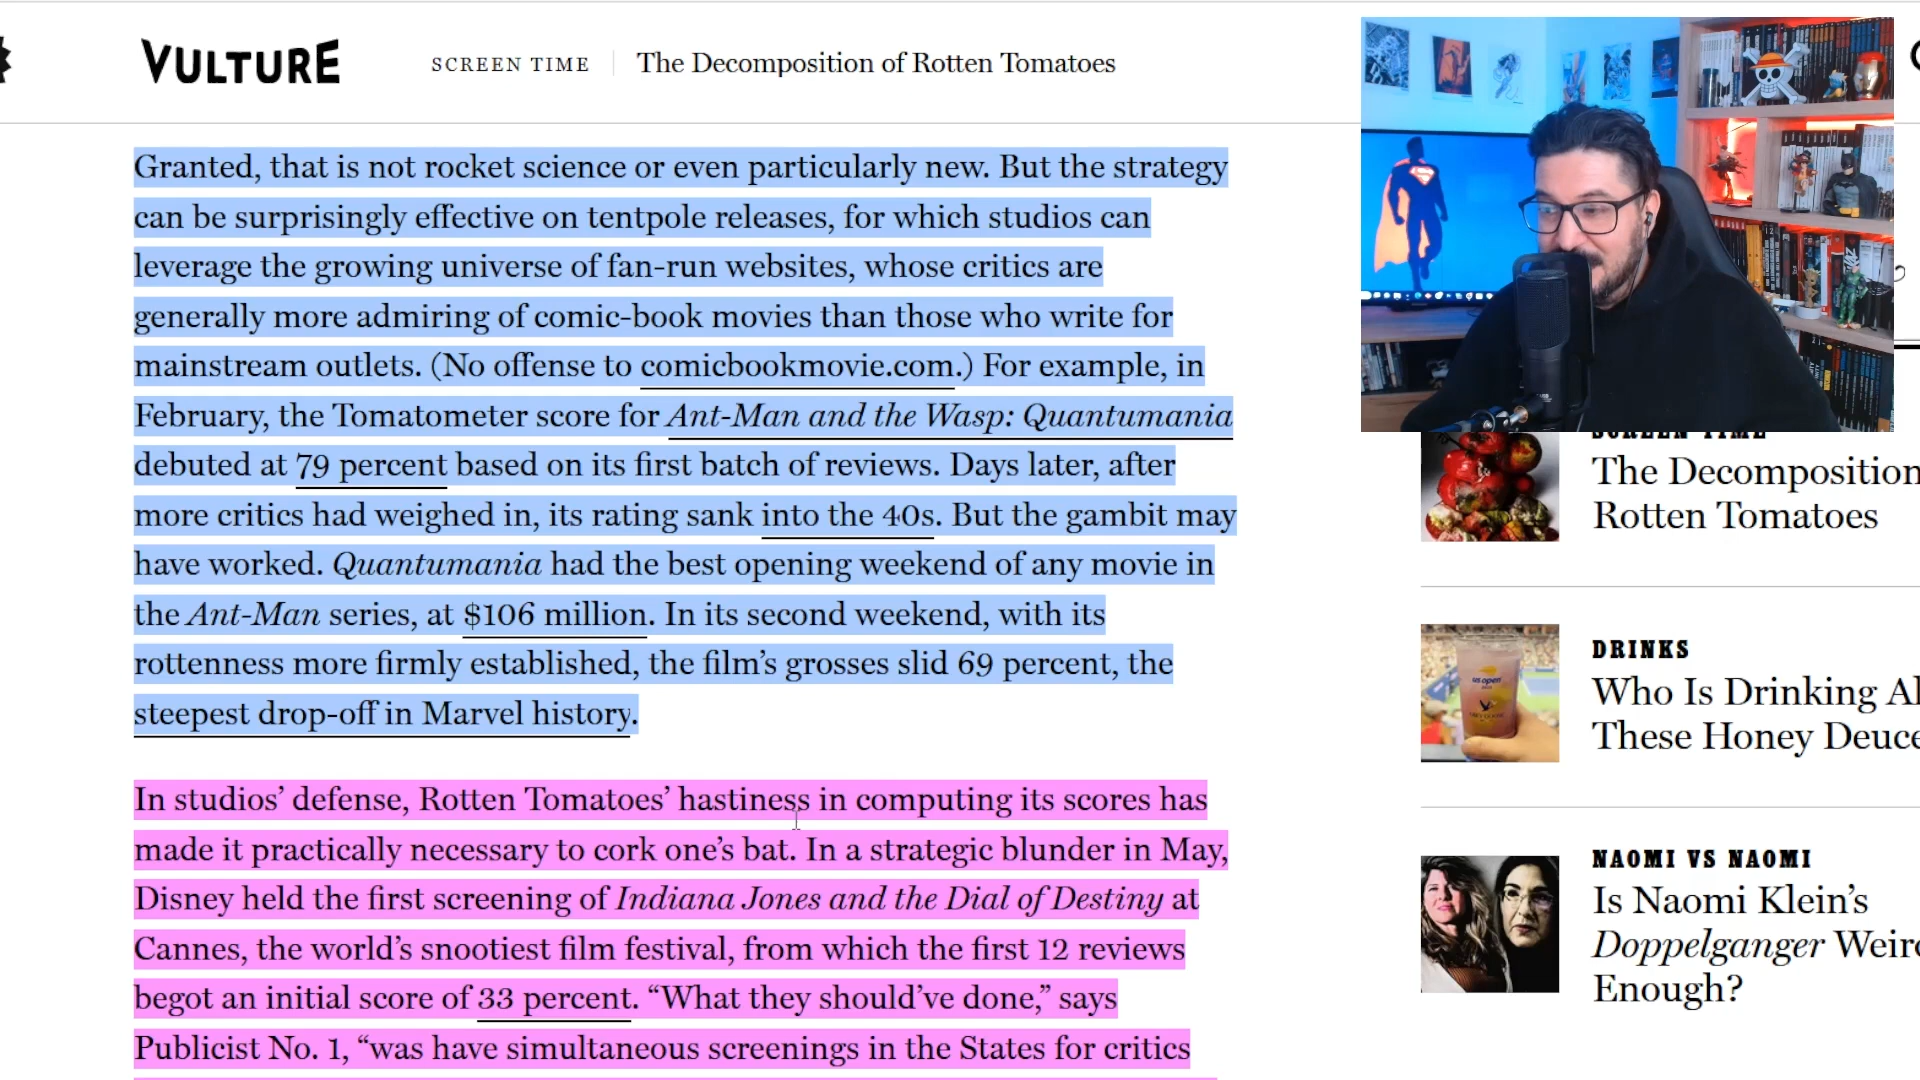 VULTURE
SCREEN TIME
The Decomposition of Rotten Tomatoes
Granted, that is not rocket science or even particularly new. But the strategy
can be surprisingly effective on tentpole releases, for which studios can
leverage the growing universe of fan-run websites, whose critics are
generally more admiring of comic-book movies than those who write for
mainstream outlets. (No offense to comicbookmovie.com.) For example, in
February, the Tomatometer score for Ant-Man and the Wasp: Quantumania
debuted at 79 percent based on its first batch of reviews. Days later, after
more critics had weighed in, its rating sank into the 40s. But the gambit may
have worked. Quantumania had the best opening weekend of any movie in
the Ant-Man series, at $106 million. In its second weekend, with its
rottenness more firmly established, the film’s grosses slid 69 percent, the
steepest drop-off in Marvel history.
In studios’ defense, Rotten Tomatoes’ hastiness in computing its scores has
made it practically necessary to cork one’s bat. In a strategic blunder in May,
Disney held the first screening of Indiana Jones and the Dial of Destiny at
Cannes, the world’s snootiest film festival, from which the first 12 reviews
begot an initial score of 33 percent. “What they should’ve done,” says
Publicist No. 1, “was have simultaneous screenings in the States for critics
SCREEN TIME
The Decomposition
Rotten Tomatoes
us open
DRINKS
Who Is Drinking Al
These Honey Deuce
NAOMI VS NAOMI
Is Naomi Klein’s
Doppelganger Weir
Enough?